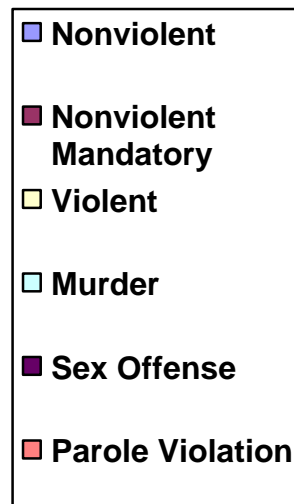 Nonviolent
Nonviolent
Mandatory
Violent
Murder
Sex Offense
Parole Violation